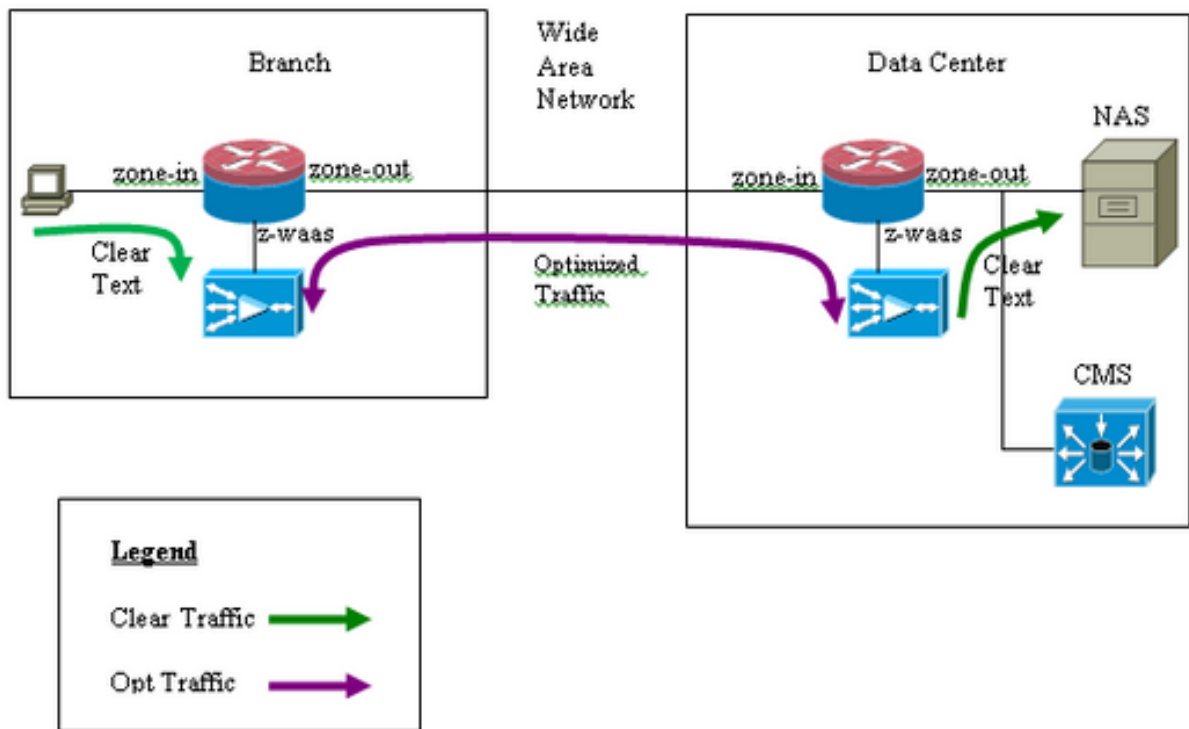 Branch
Wide
Area
Network
Data Center
NAS
zone-in
zone-out
zone-in
zone-out
z-waas
z-waas
Clear
Text
Optimized
Traffic
Clear
Text
CMS
Legend
Clear Traffic
Opt Traffic